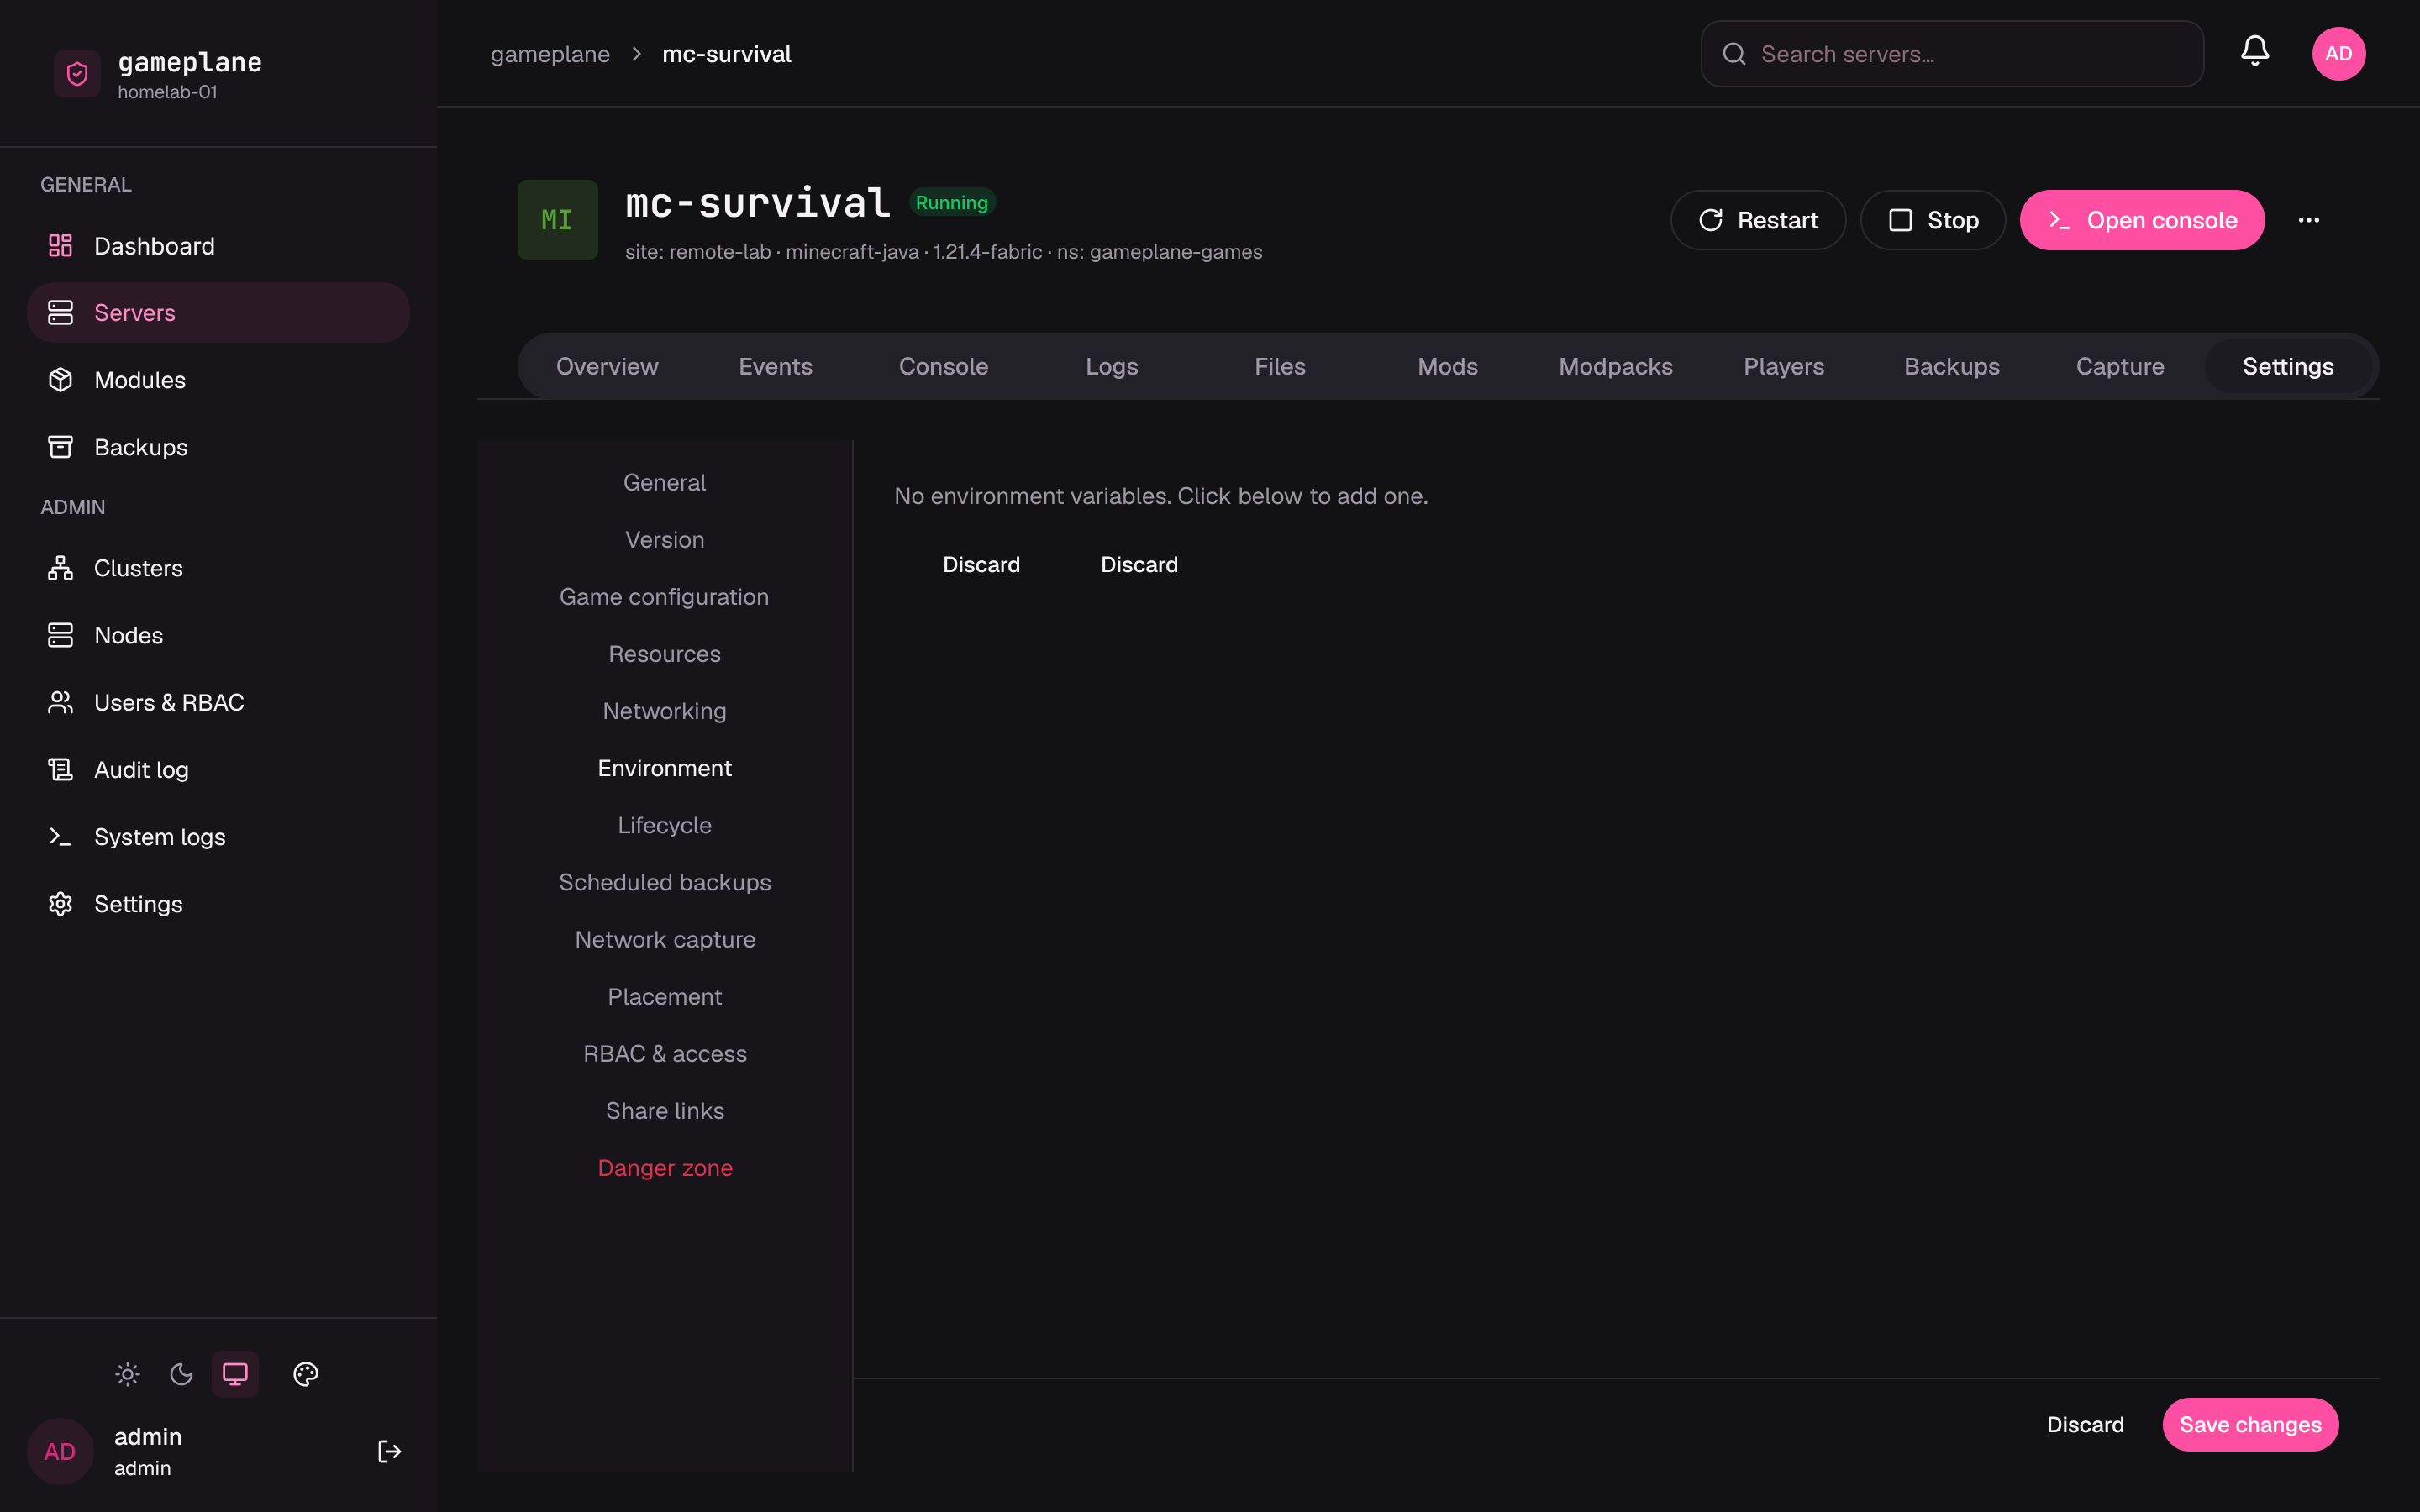 gameplane
homelab-01
GENERAL
Dashboard
Servers
Modules
Backups
ADMIN
Clusters
Nodes
Users & RBAC
Audit log
System logs
Settings
AD
admin
admin
gameplane > mc-survival
Search servers...
AD
MI
mc-survival
Running
site: remote-lab · minecraft-java · 1.21.4-fabric · ns: gameplane-games
Restart
Stop
Open console
Overview
Events
Console
Logs
Files
Mods
Modpacks
Players
Backups
Capture
Settings
General
Version
Game configuration
Resources
Networking
Environment
Lifecycle
Scheduled backups
Network capture
Placement
RBAC & access
Share links
Danger zone
No environment variables. Click below to add one.
Discard
Discard
Discard
Save changes